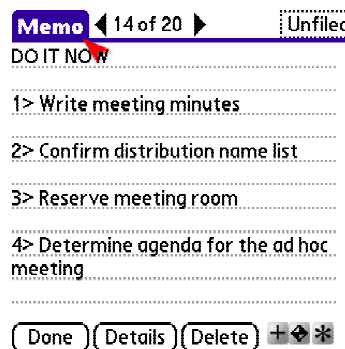 Memo 14 of 20 Unfiled
DO IT NOW
1> Write meeting minutes
2> Confirm distribution name list
3> Reserve meeting room
4> Determine agenda for the ad hoc
meeting
Done Details Delete